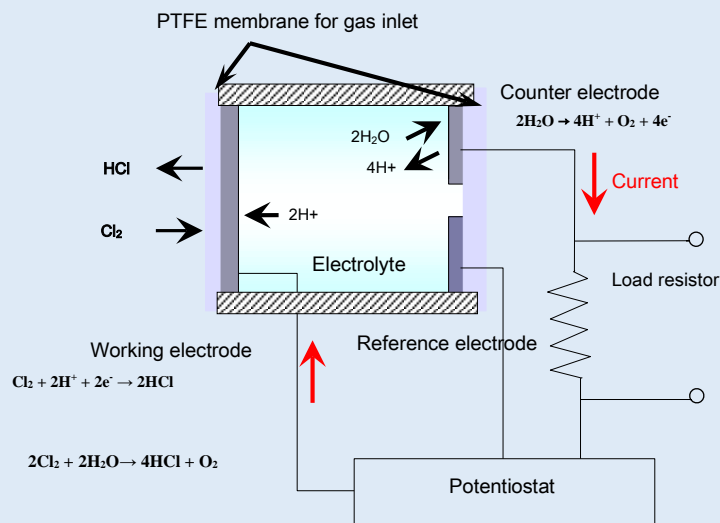 PTFE membrane for gas inlet
Counter electrode
2H₂O → 4H⁺ + O₂ + 4e⁻
2H₂O
4H+
HCl
Current
Cl₂
2H+
Electrolyte
Load resistor
Working electrode
Reference electrode
Cl₂ + 2H⁺ + 2e⁻ → 2HCl
2Cl₂ + 2H₂O → 4HCl + O₂
Potentiostat